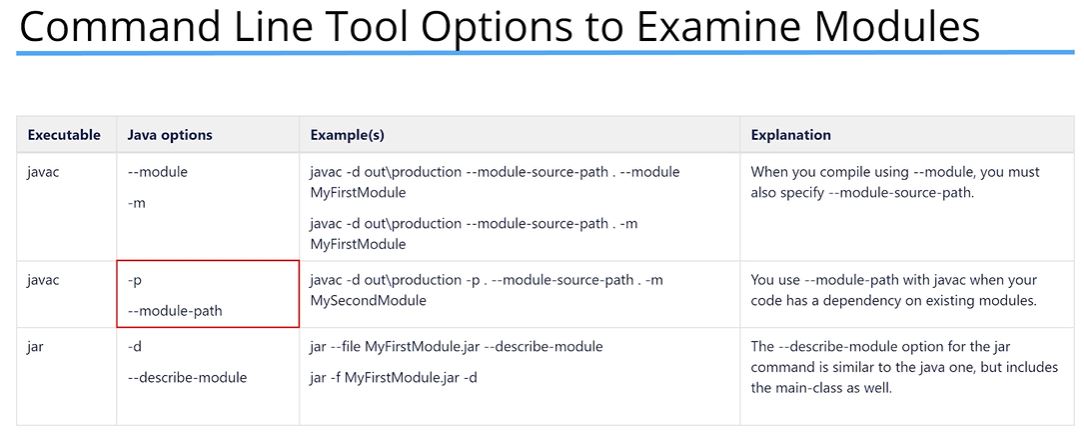 Command Line Tool Options to Examine Modules
Executable
Java options
Example(s)
Explanation
javac
--module
-m
javac -d out\production --module-source-path . --module
MyFirstModule
javac -d out\production --module-source-path . -m
MyFirstModule
When you compile using --module, you must
also specify --module-source-path.
javac
-p
--module-path
javac -d out\production -p . --module-source-path . -m
MySecondModule
You use --module-path with javac when your
code has a dependency on existing modules.
jar
-d
--describe-module
jar --file MyFirstModule.jar --describe-module
jar -f MyFirstModule.jar -d
The --describe-module option for the jar
command is similar to the java one, but includes
the main-class as well.